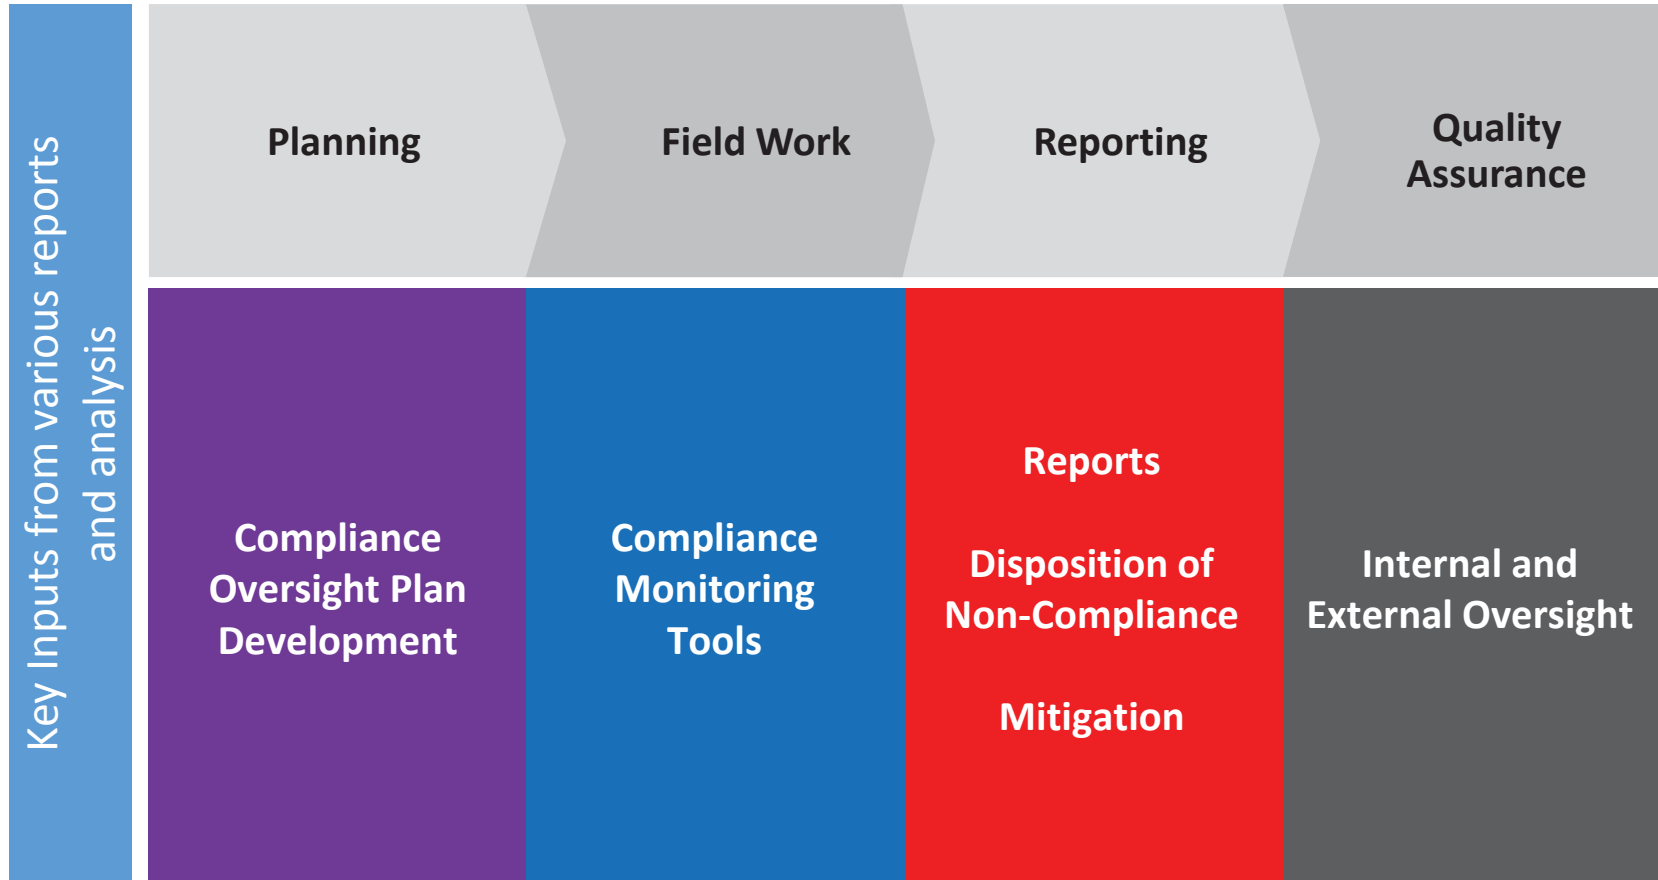 Key Inputs from various reports
and analysis
Planning
Field Work
Reporting
Quality
Assurance
Compliance
Oversight Plan
Development
Compliance
Monitoring
Tools
Reports
Disposition of
Non-Compliance
Mitigation
Internal and
External Oversight